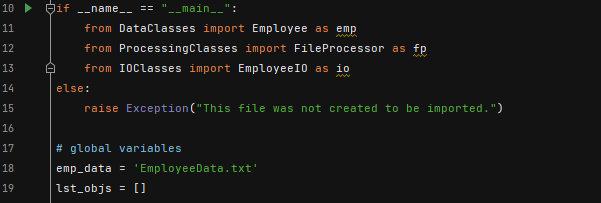 10 if __name__ == "__main__":
11     from DataClasses import Employee as emp
12     from ProcessingClasses import FileProcessor as fp
13     from IOClasses import EmployeeIO as io
14 else:
15     raise Exception("This file was not created to be imported.")
16
17 # global variables
18 emp_data = 'EmployeeData.txt'
19 lst_objs = []